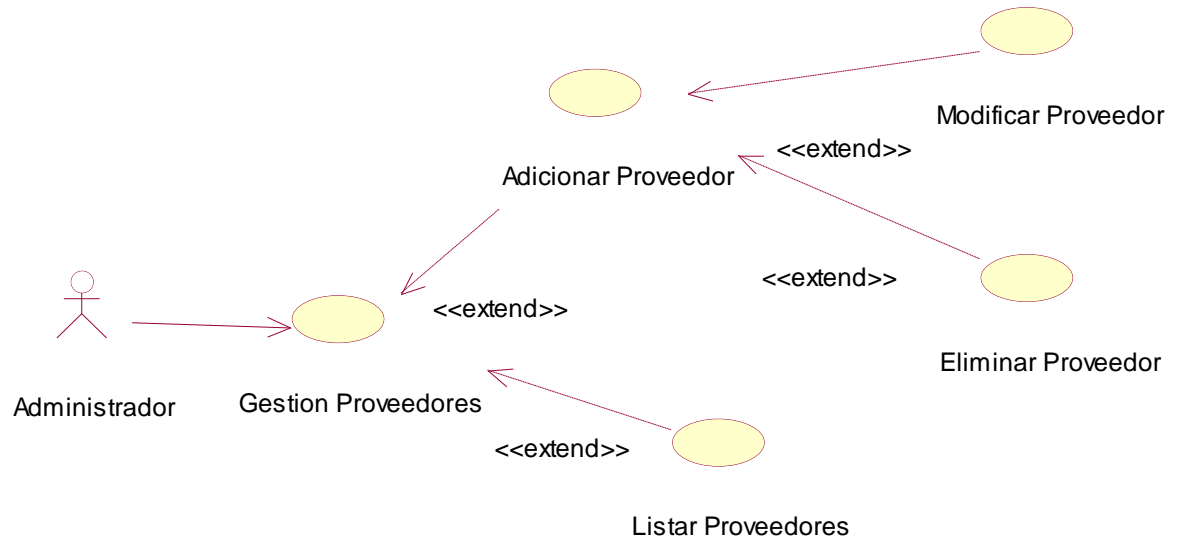 Modificar Proveedor
<<extend>>
Adicionar Proveedor
<<extend>>
<<extend>>
Eliminar Proveedor
Administrador
Gestion Proveedores
<<extend>>
Listar Proveedores